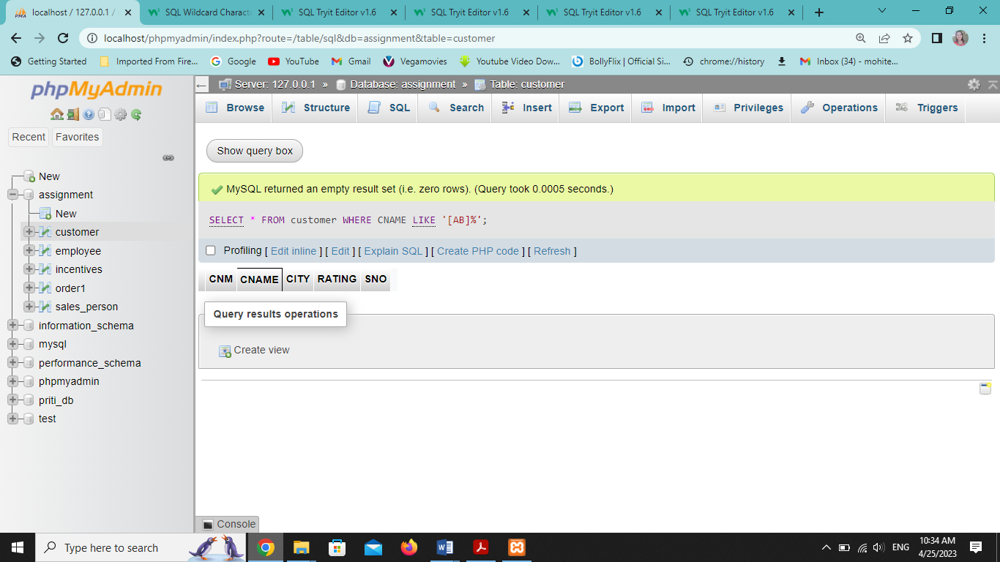 localhost / 127.0.0.1 /
SQL Wildcard Charact
SQL Tryit Editor v1.6
SQL Tryit Editor v1.6
SQL Tryit Editor v1.6
SQL Tryit Editor v1.6
localhost/phpmyadmin/index.php?route=/table/sql&db=assignment&table=customer
Getting Started
Imported From Fire...
Google
YouTube
Gmail
Vegamovies
Youtube Video Dow...
BollyFlix | Official Si...
chrome://history
Inbox (34) - mohite...
phpMyAdmin
Recent
Favorites
New
assignment
New
customer
employee
incentives
order1
sales_person
information_schema
mysql
performance_schema
phpmyadmin
priti_db
test
Server: 127.0.0.1 » Database: assignment » Table: customer
Browse
Structure
SQL
Search
Insert
Export
Import
Privileges
Operations
Triggers
Show query box
MySQL returned an empty result set (i.e. zero rows). (Query took 0.0005 seconds.)
SELECT * FROM customer WHERE CNAME LIKE '[AB]%';
Profiling [ Edit inline ] [ Edit ] [ Explain SQL ] [ Create PHP code ] [ Refresh ]
CNM CNAME CITY RATING SNO
Query results operations
Create view
Console
Type here to search
ENG
10:34 AM
4/25/2023